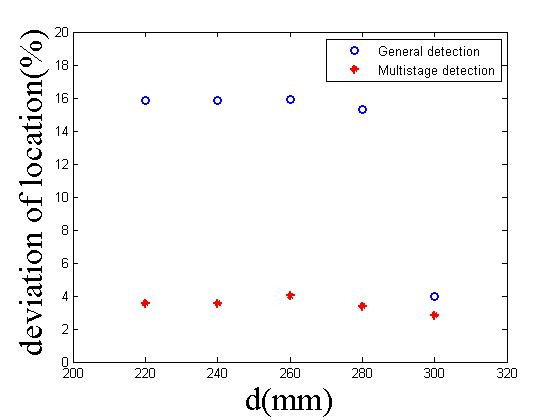 deviation of location(%)
20
18
16
14
12
10
8
6
4
2
0
General detection
Multistage detection
200 220 240 260 280 300 320
d(mm)